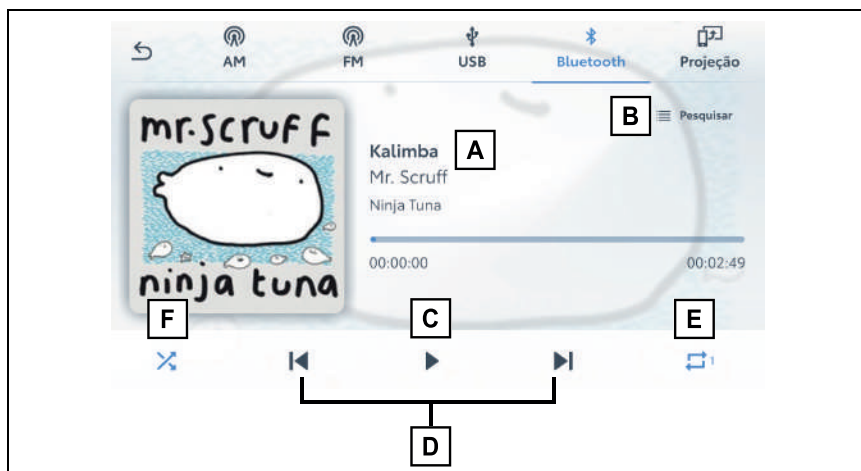 AM
FM
USB
Bluetooth
Projeção
B
Pesquisar
mr.scruff
Kalimba
A
Mr. Scruff
Ninja Tuna
00:00:00
00:02:49
ninja tuna
F
C
E
1
D